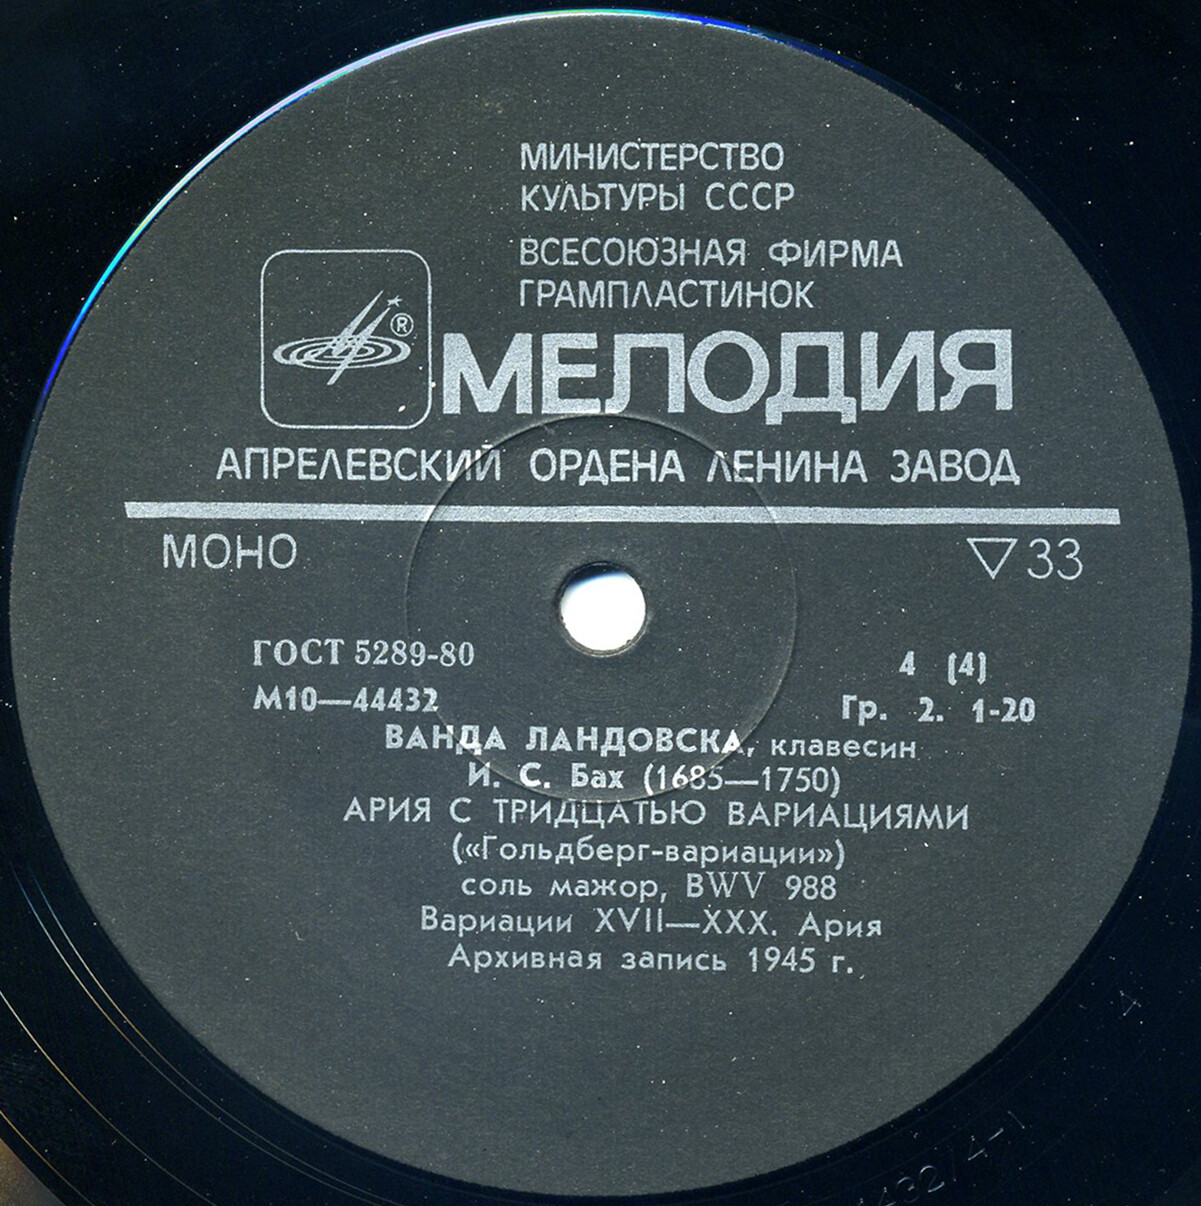 МИНИСТЕРСТВО
КУЛЬТУРЫ СССР
ВСЕСОЮЗНАЯ ФИРМА
ГРАМПЛАСТИНОК
®
МЕЛОДИЯ
АПРЕЛЕВСКИЙ ОРДЕНА ЛЕНИНА ЗАВОД
МОНО
▽33
ГОСТ 5289-80
4 (4)
М10—44432
Гр. 2. 1-20
ВАНДА ЛАНДОВСКА, клавесин
И. С. Бах (1685—1750)
АРИЯ С ТРИДЦАТЬЮ ВАРИАЦИЯМИ
(«Гольдберг-вариации»)
соль мажор, BWV 988
Вариации XVII—XXX. Ария
Архивная запись 1945 г.